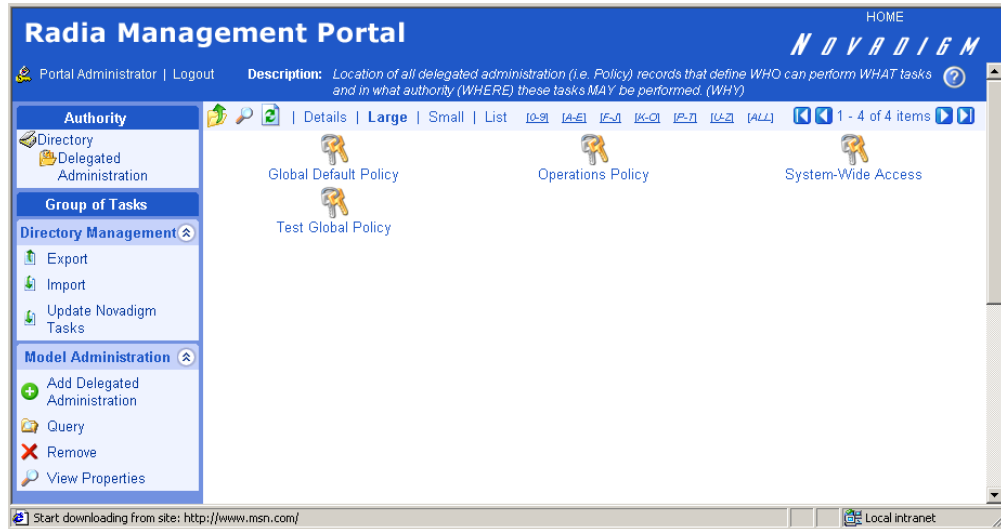 HOME
Radia Management Portal
NOVADIGM
Portal Administrator | Logout
Description: Location of all delegated administration (i.e. Policy) records that define WHO can perform WHAT tasks
and in what authority (WHERE) these tasks MAY be performed. (WHY)
Authority
Directory
Delegated
Administration
Group of Tasks
Directory Management
Export
Import
Update Novadigm
Tasks
Model Administration
Add Delegated
Administration
Query
Remove
View Properties
| Details | Large | Small | List [0-9] [A-E] [F-J] [K-O] [P-T] [U-Z] [ALL] 1 - 4 of 4 items
Global Default Policy
Operations Policy
System-Wide Access
Test Global Policy
Start downloading from site: http://www.msn.com/
Local intranet